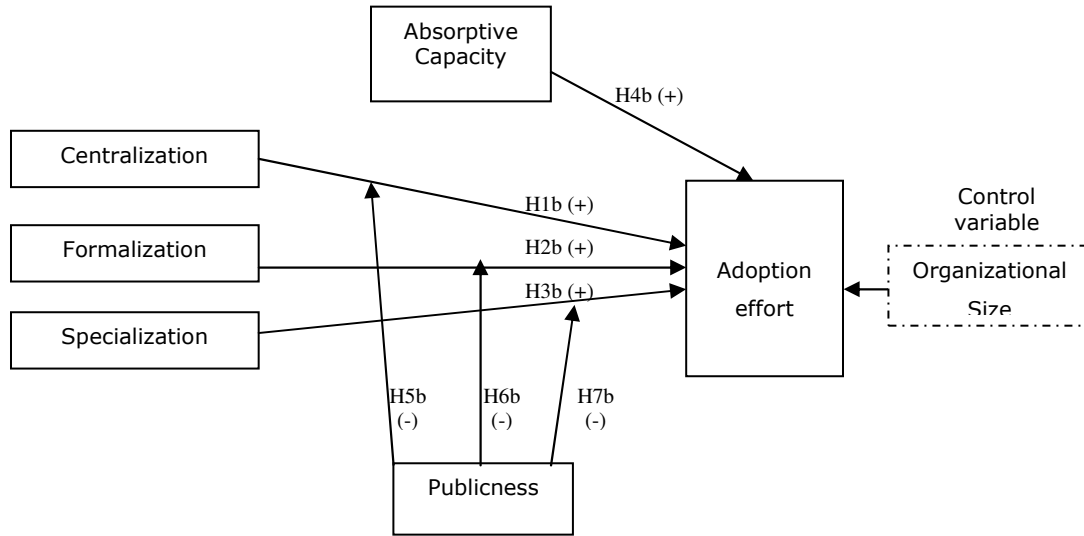 Absorptive
Capacity
H4b (+)
Centralization
H1b (+)
Control
variable
Formalization
H2b (+)
Adoption
effort
Organizational
Size
H3b (+)
Specialization
H5b
(-)
H6b
(-)
H7b
(-)
Publicness